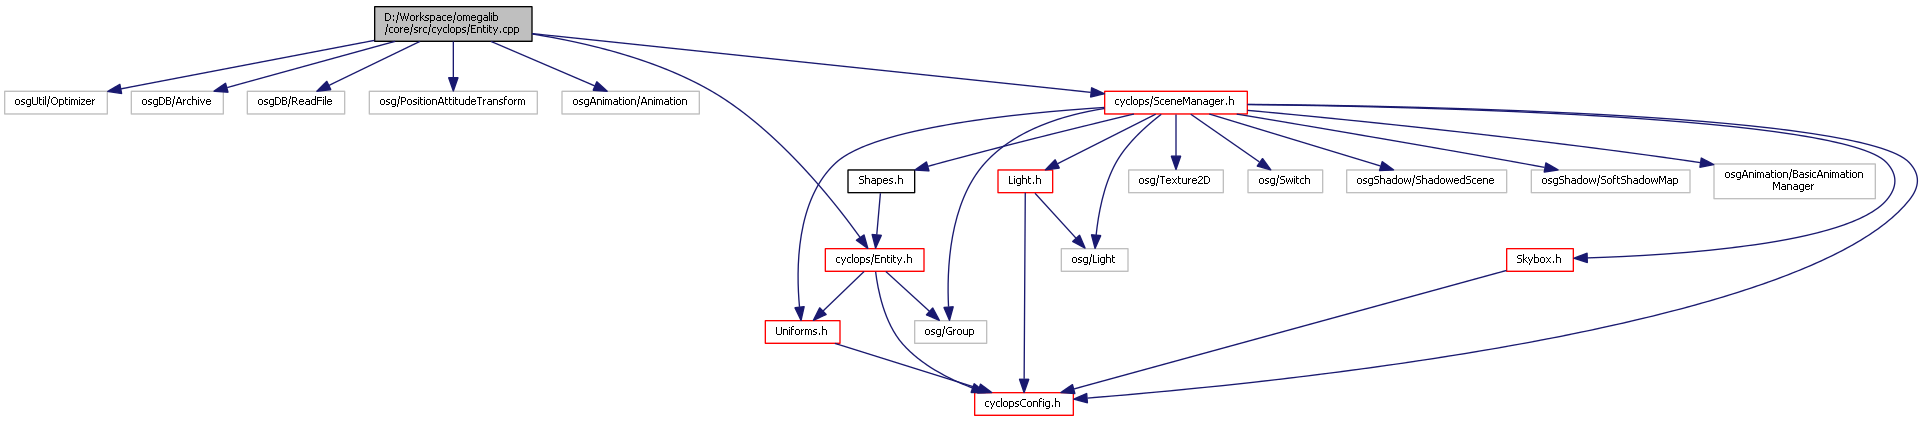 D:/Workspace/omegalib
/core/src/cyclops/Entity.cpp
osgUtil/Optimizer
osgDB/Archive
osgDB/ReadFile
osg/PositionAttitudeTransform
osgAnimation/Animation
cyclops/SceneManager.h
Shapes.h
Light.h
osg/Texture2D
osg/Switch
osgShadow/ShadowedScene
osgShadow/SoftShadowMap
osgAnimation/BasicAnimation
Manager
cyclops/Entity.h
osg/Light
Skybox.h
Uniforms.h
osg/Group
cyclopsConfig.h